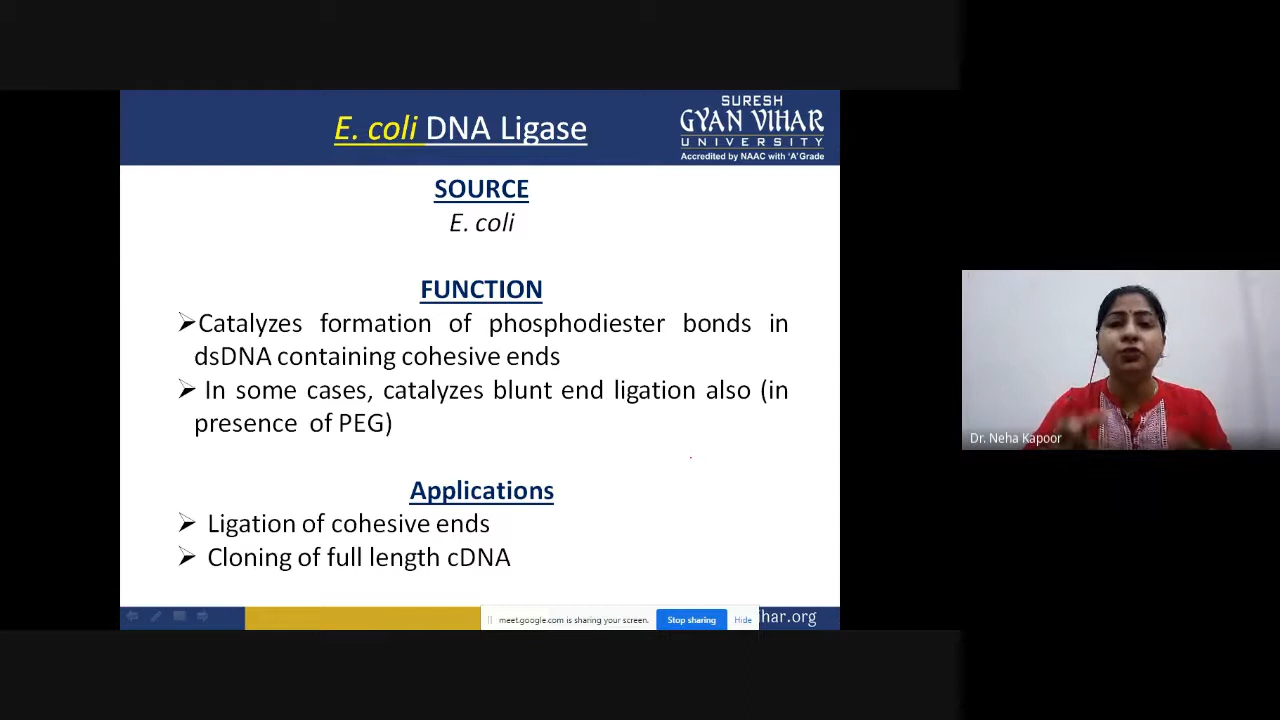 E. coli DNA Ligase
SURESH
GYAN VIHAR
UNIVERSITY
Accredited by NAAC with 'A' Grade
SOURCE
E. coli
FUNCTION
➢Catalyzes formation of phosphodiester bonds in
dsDNA containing cohesive ends
➢ In some cases, catalyzes blunt end ligation also (in
presence of PEG)
Applications
➢ Ligation of cohesive ends
➢ Cloning of full length cDNA
meet.google.com is sharing your screen.
Stop sharing
Hide
ihar.org
Dr. Neha Kapoor